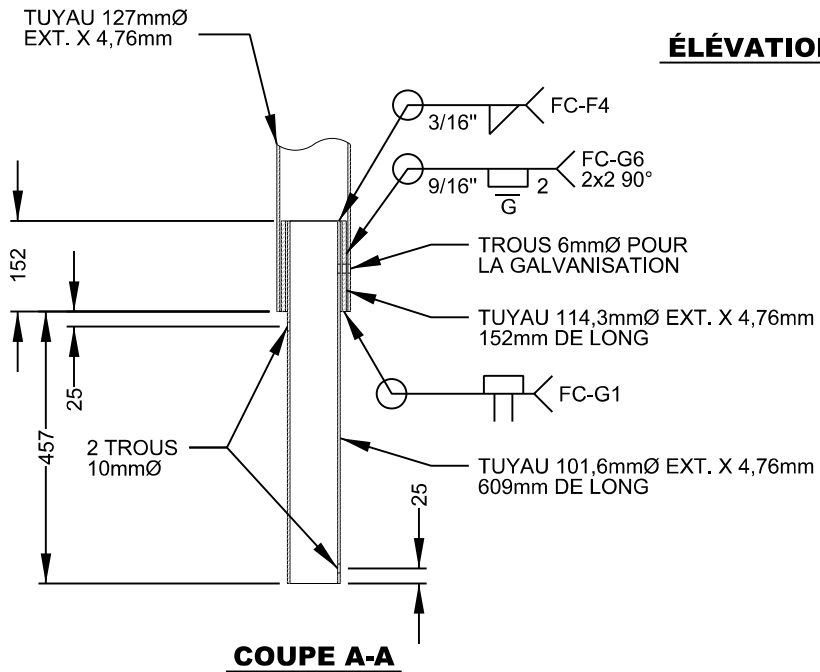 TUYAU 127mmØ
EXT. X 4,76mm
ÉLÉVATION
3/16"
FC-F4
9/16"
2
G
FC-G6
2x2 90°
TROUS 6mmØ POUR
LA GALVANISATION
152
TUYAU 114,3mmØ EXT. X 4,76mm
152mm DE LONG
25
FC-G1
457
2 TROUS
10mmØ
TUYAU 101,6mmØ EXT. X 4,76mm
609mm DE LONG
25
COUPE A-A